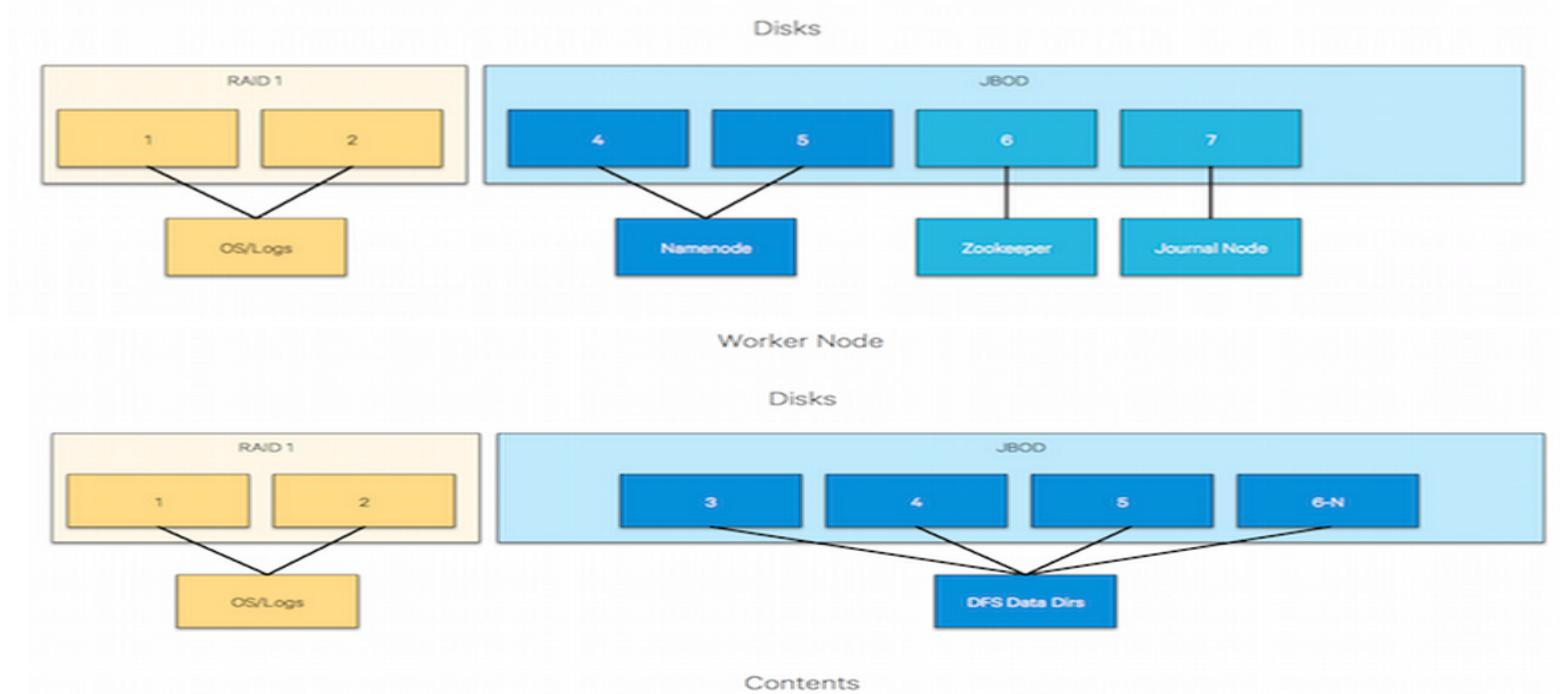 Disks
RAID 1 JBOD
1 2 4 5 6 7
OS/Logs Namenode Zookeeper Journal Node
Worker Node
Disks
RAID 1 JBOD
1 2 3 4 5 6-N
OS/Logs DFS Data Dirs
Contents